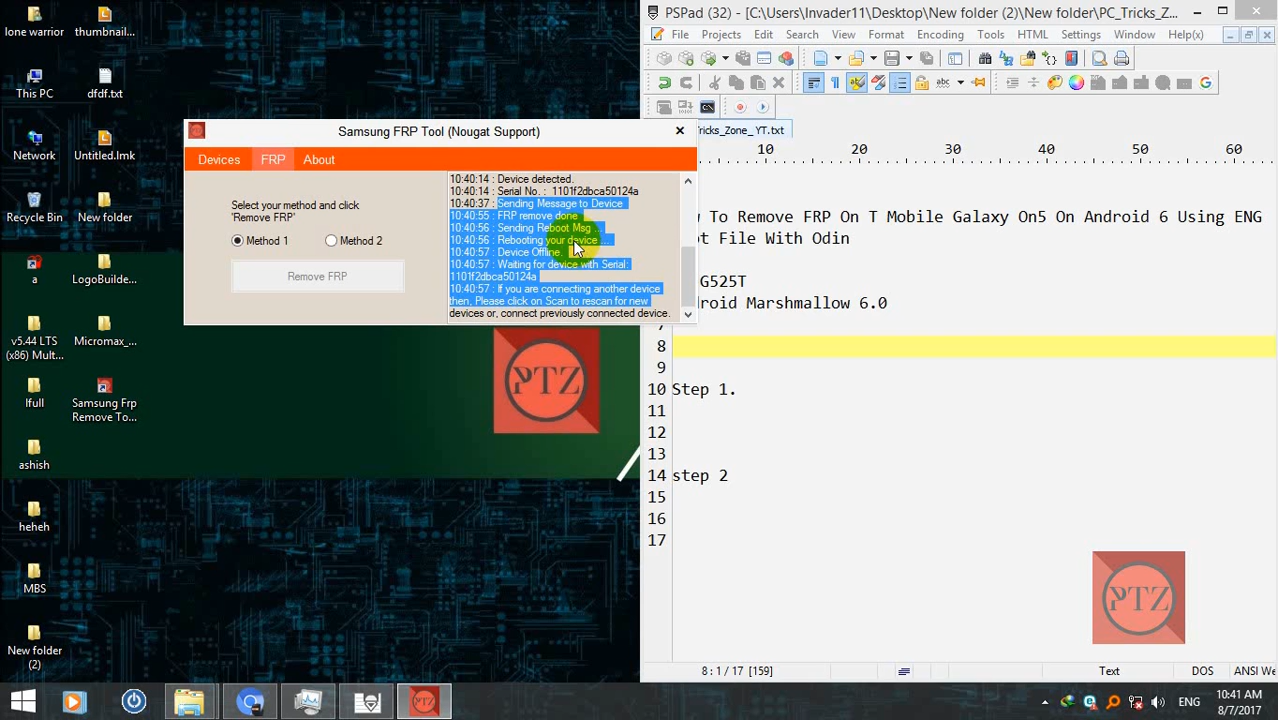 lone warrior
thumbnail...
This PC
dfdf.txt
Network
Untitled.lmk
Recycle Bin
New folder
a
LogoBuilde...
v5.44 LTS
(x86) Mult...
Micromax_...
lfull
Samsung Frp
Remove To...
ashish
heheh
MBS
New folder
(2)
Samsung FRP Tool (Nougat Support)
Devices FRP About
Select your method and click
'Remove FRP'
Method 1 Method 2
Remove FRP
10:40:14 : Device detected.
10:40:14 : Serial No. : 1101f2dbca50124a
10:40:37 : Sending Message to Device
10:40:55 : FRP remove done
10:40:56 : Sending Reboot Msg ...
10:40:56 : Rebooting your device ...
10:40:57 : Device Offline.
10:40:57 : Waiting for device with Serial:
1101f2dbca50124a
10:40:57 : If you are connecting another device
then, Please click on Scan to rescan for new
devices or, connect previously connected device.
PTZ
PSPad (32) - [C:\Users\Invader11\Desktop\New folder (2)\New folder\PC_Tricks_Z...
File Projects Edit Search View Format Encoding Tools HTML Settings Window Help(x)
abc
Tricks_Zone_ YT.txt
10 20 30 40 50 60
w To Remove FRP On T Mobile Galaxy On5 On Android 6 Using ENG
ot File With Odin
G525T
droid Marshmallow 6.0
7
8
9
10 Step 1.
11
12
13
14 step 2
15
16
17
PTZ
8 : 1 / 17 [159]
Text
DOS
ANSI We
ENG
10:41 AM
8/7/2017